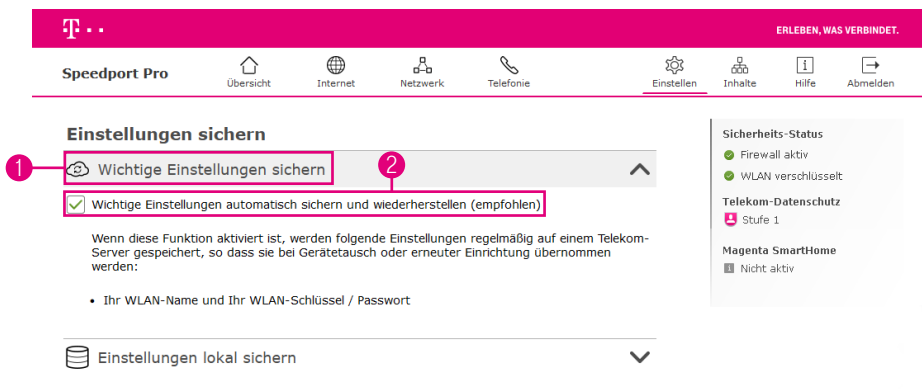 T
ERLEBEN, WAS VERBINDET.
Speedport Pro
Übersicht
Internet
Netzwerk
Telefonie
Einstellen
Inhalte
Hilfe
Abmelden
Einstellungen sichern
1
Wichtige Einstellungen sichern
2
Wichtige Einstellungen automatisch sichern und wiederherstellen (empfohlen)
Wenn diese Funktion aktiviert ist, werden folgende Einstellungen regelmäßig auf einem Telekom-
Server gespeichert, so dass sie bei Gerätetausch oder erneuter Einrichtung übernommen
werden:
• Ihr WLAN-Name und Ihr WLAN-Schlüssel / Passwort
Einstellungen lokal sichern
Sicherheits-Status
Firewall aktiv
WLAN verschlüsselt
Telekom-Datenschutz
Stufe 1
Magenta SmartHome
Nicht aktiv